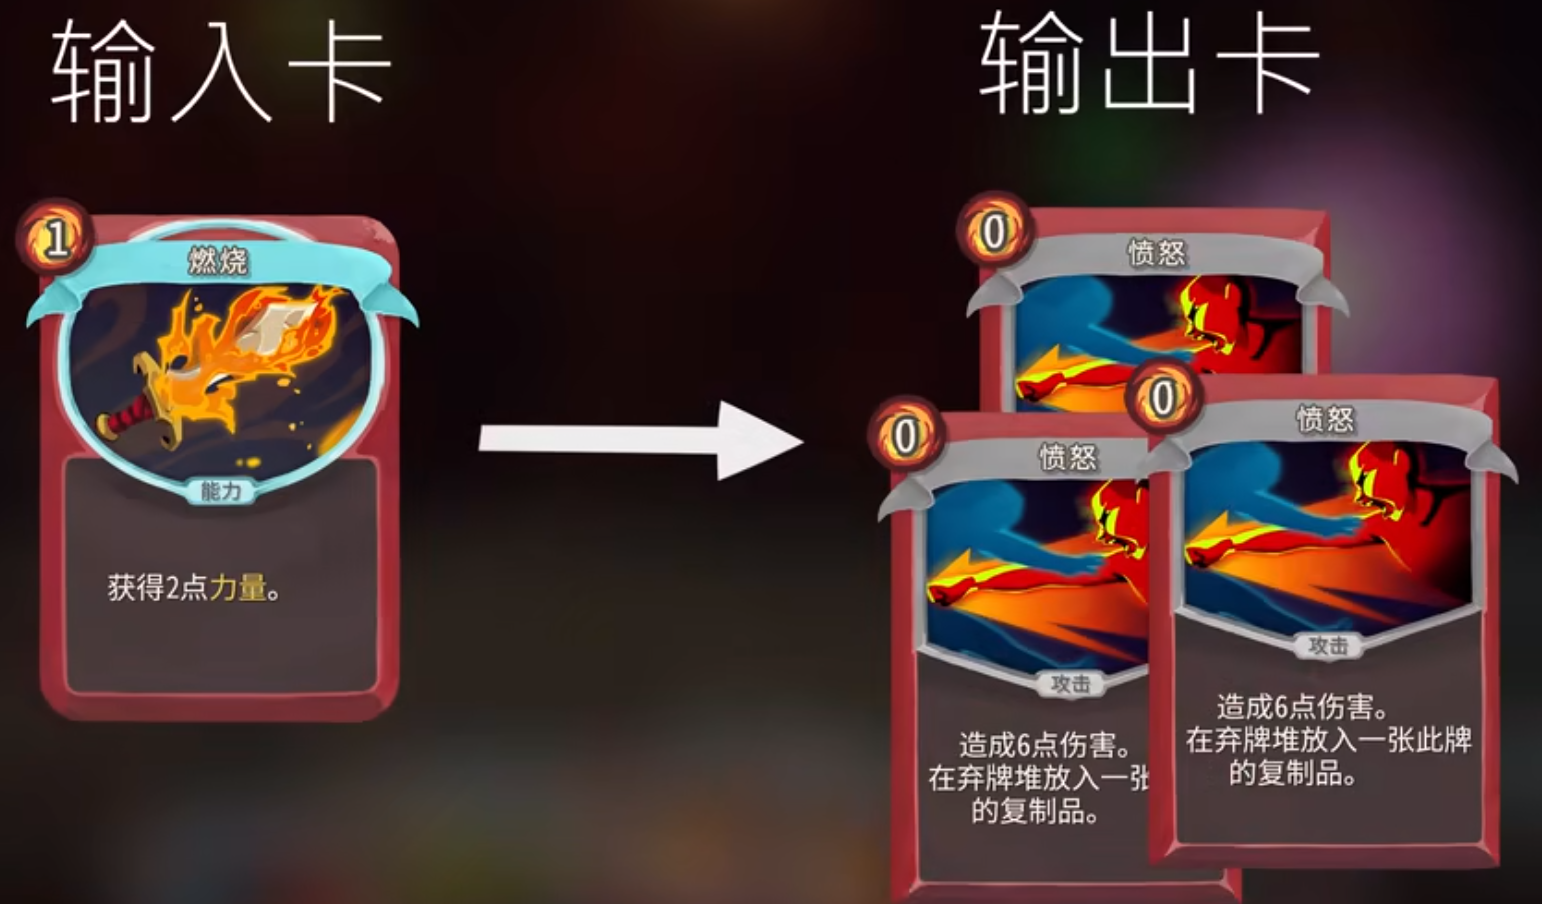 输入卡
输出卡
1
燃烧
能力
获得2点力量。
0
愤怒
0
愤怒
攻击
造成6点伤害。
在弃牌堆放入一张
的复制品。
0
愤怒
攻击
造成6点伤害。
在弃牌堆放入一张此牌
的复制品。